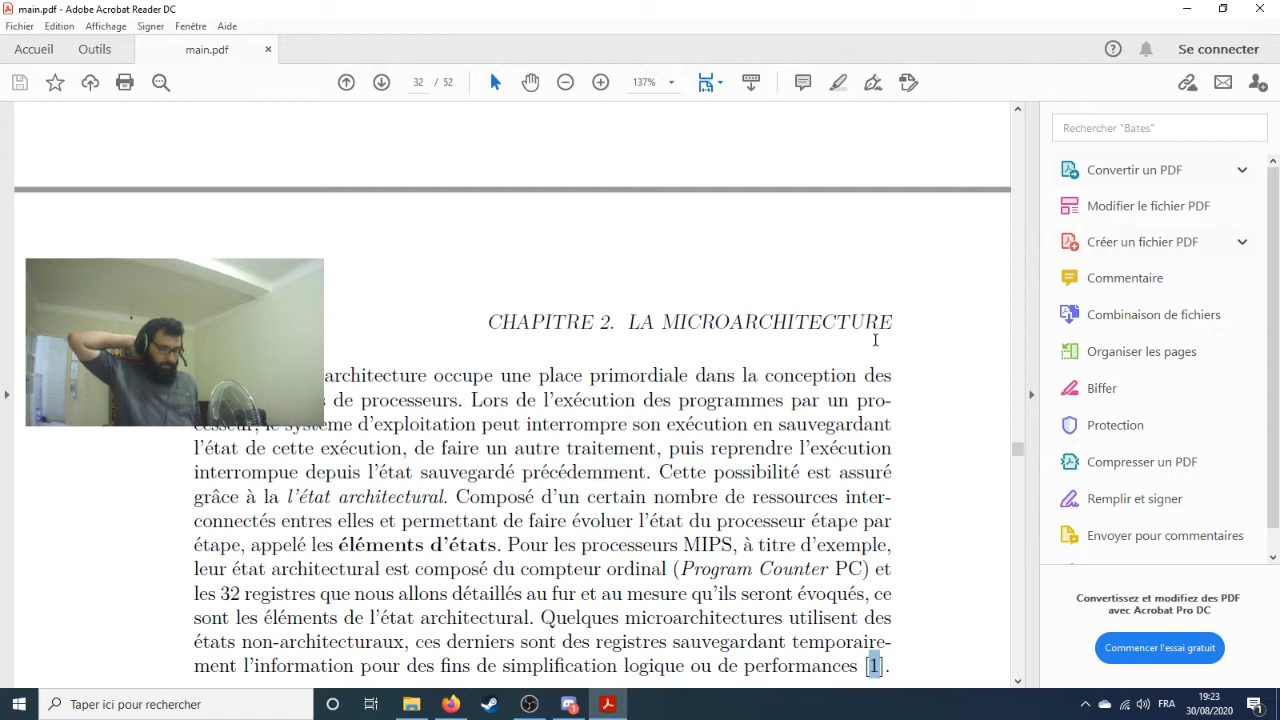 main.pdf - Adobe Acrobat Reader DC
Fichier Edition Affichage Signer Fenêtre Aide
Accueil Outils main.pdf ×
Se connecter
32 / 52
137%
Rechercher "Bates"
Convertir un PDF
Modifier le fichier PDF
Créer un fichier PDF
Commentaire
Combinaison de fichiers
Organiser les pages
Biffer
Protection
Compresser un PDF
Remplir et signer
Envoyer pour commentaires
Convertissez et modifiez des PDF
avec Acrobat Pro DC
Commencer l'essai gratuit
CHAPITRE 2. LA MICROARCHITECTURE
architecture occupe une place primordiale dans la conception des
de processeurs. Lors de l'exécution des programmes par un pro-
cesseur, le système d'exploitation peut interrompre son exécution en sauvegardant
l'état de cette exécution, de faire un autre traitement, puis reprendre l'exécution
interrompue depuis l'état sauvegardé précédemment. Cette possibilité est assuré
grâce à la l'état architectural. Composé d'un certain nombre de ressources inter-
connectés entres elles et permettant de faire évoluer l'état du processeur étape par
étape, appelé les éléments d'états. Pour les processeurs MIPS, à titre d'exemple,
leur état architectural est composé du compteur ordinal (Program Counter PC) et
les 32 registres que nous allons détaillés au fur et au mesure qu'ils seront évoqués, ce
sont les éléments de l'état architectural. Quelques microarchitectures utilisent des
états non-architecturaux, ces derniers sont des registres sauvegardant temporaire-
ment l'information pour des fins de simplification logique ou de performances [1].
Taper ici pour rechercher
FRA
19:23
30/08/2020
1